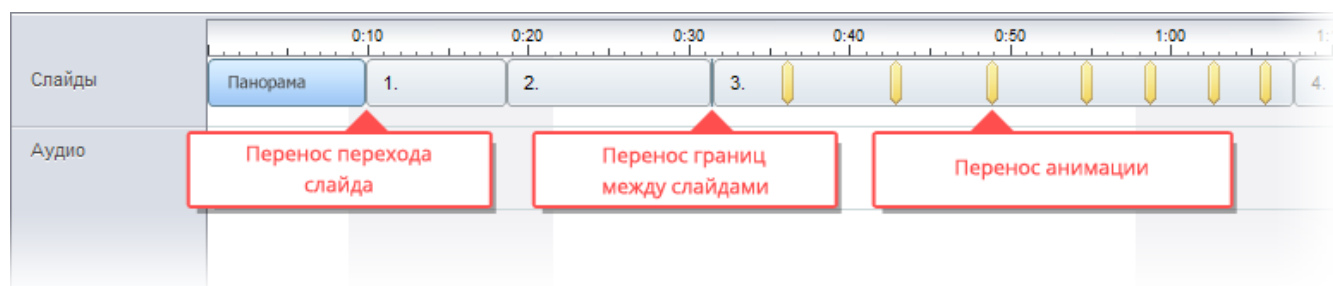 0:10 0:20 0:30 0:40 0:50 1:00
Слайды Панорама 1. 2. 3. 4.
Аудио
Перенос перехода
слайда
Перенос границ
между слайдами
Перенос анимации